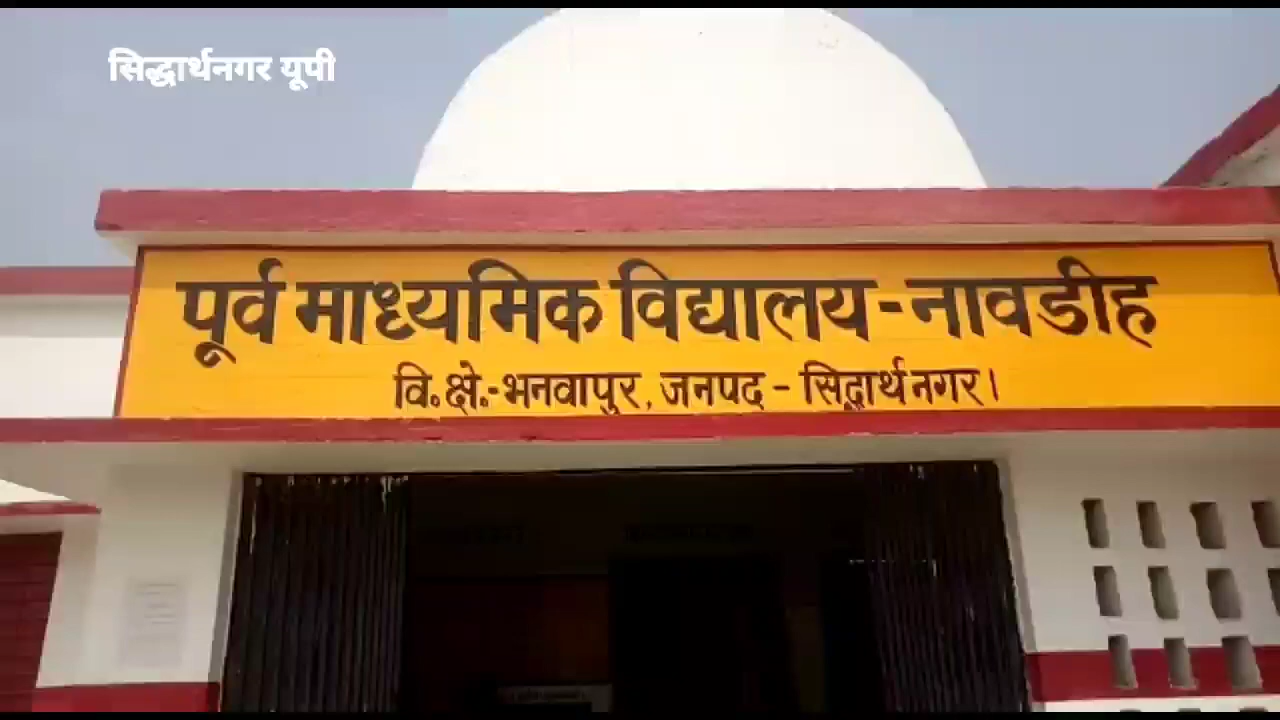 सिद्धार्थनगर यूपी
पूर्व माध्यमिक विद्यालय-नावडीह
वि॰क्षे॰-भनवापुर, जनपद - सिद्धार्थनगर।